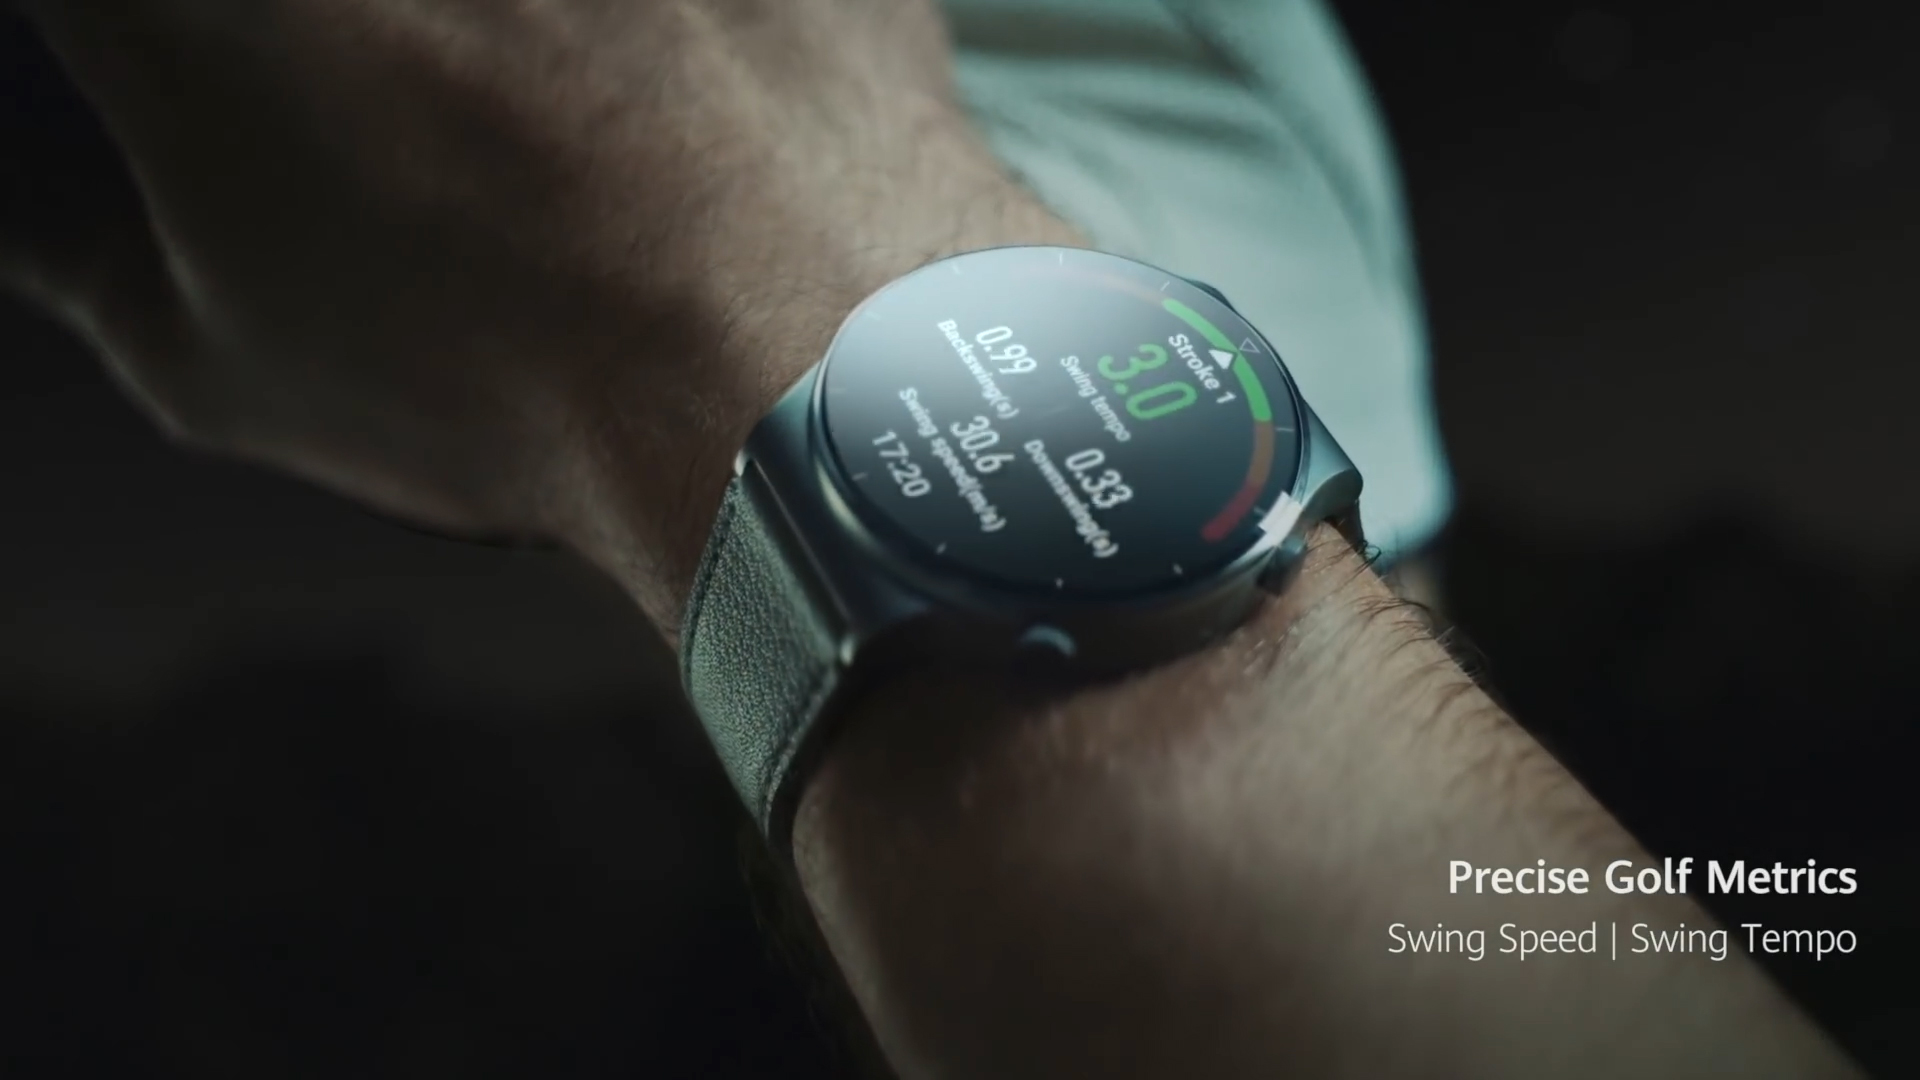 Stroke 1
3.0
Swing tempo
0.99
Backswing(s)
0.33
Downswing(s)
30.6
Swing speed(m/s)
17:20
Precise Golf Metrics
Swing Speed | Swing Tempo